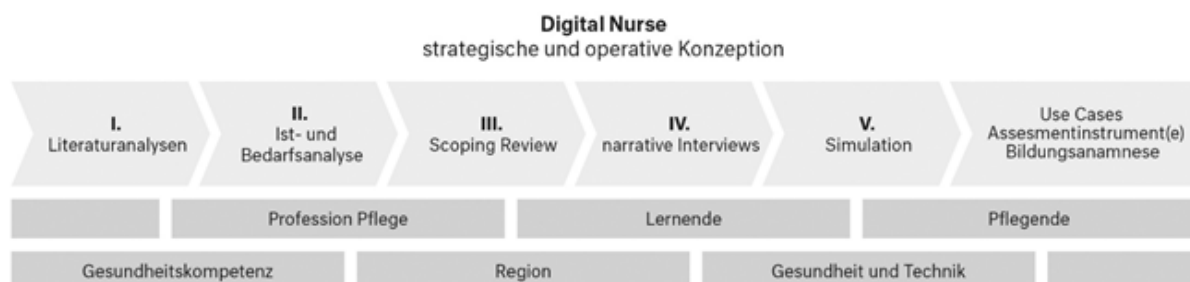 Digital Nurse
strategische und operative Konzeption
I.
Literaturanalysen
II.
Ist- und
Bedarfsanalyse
III.
Scoping Review
IV.
narrative Interviews
V.
Simulation
Use Cases
Assesmentinstrument(e)
Bildungsanamnese
Profession Pflege
Lernende
Pflegende
Gesundheitskompetenz
Region
Gesundheit und Technik